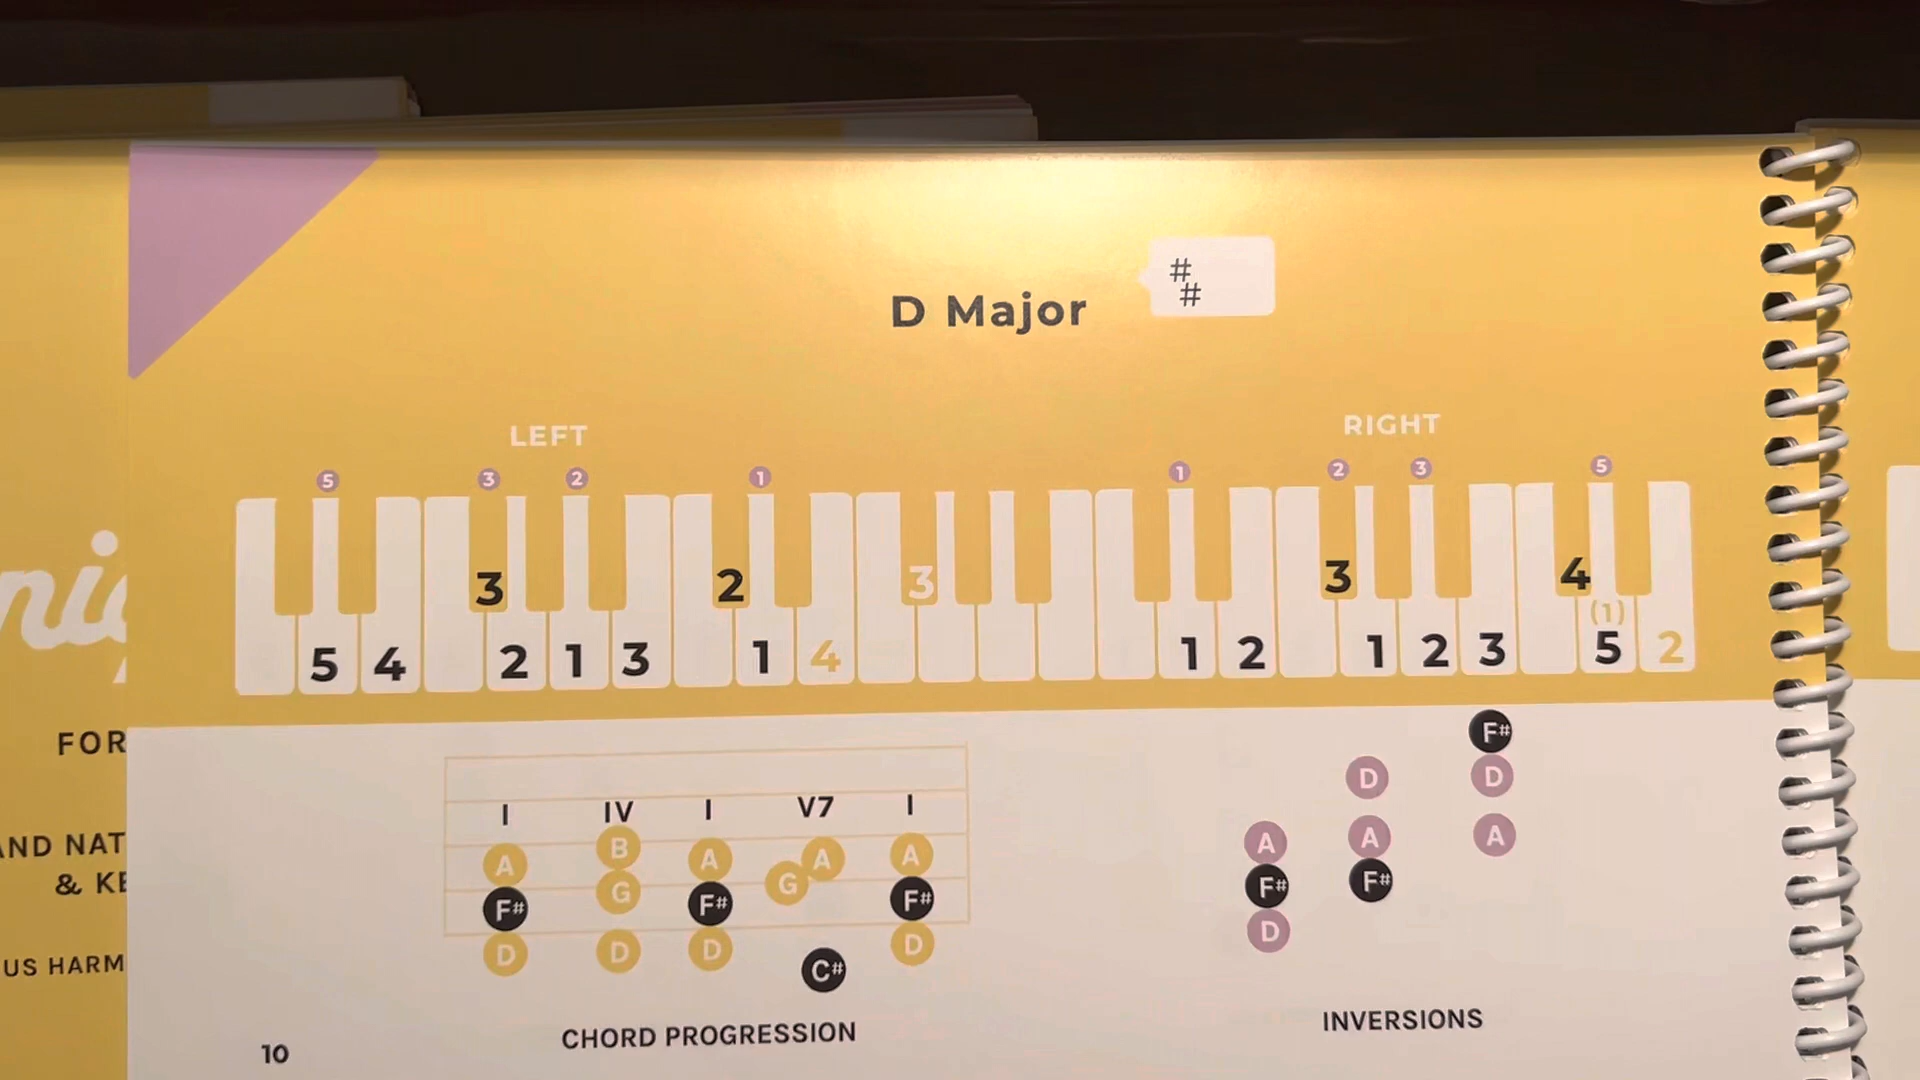 D Major
#
#
LEFT
RIGHT
5 3 2 1 1 2 3 5
3 2 3 3 4
(1)
5 4 2 1 3 1 4 1 2 1 2 3 5 2
FOR
AND NAT
& KE
US HARM
I IV I V7 I
A B A G A A
F# G F# F#
D D D C# D
F#
D D
A A A
F# F#
D
CHORD PROGRESSION
INVERSIONS
10